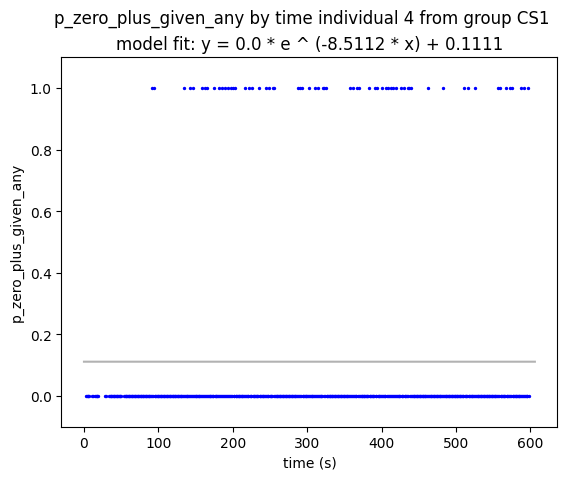 p_zero_plus_given_any by time individual 4 from group CS1
model fit: y = 0.0 * e ^ (-8.5112 * x) + 0.1111
p_zero_plus_given_any
1.0
0.8
0.6
0.4
0.2
0.0
0 100 200 300 400 500 600
time (s)